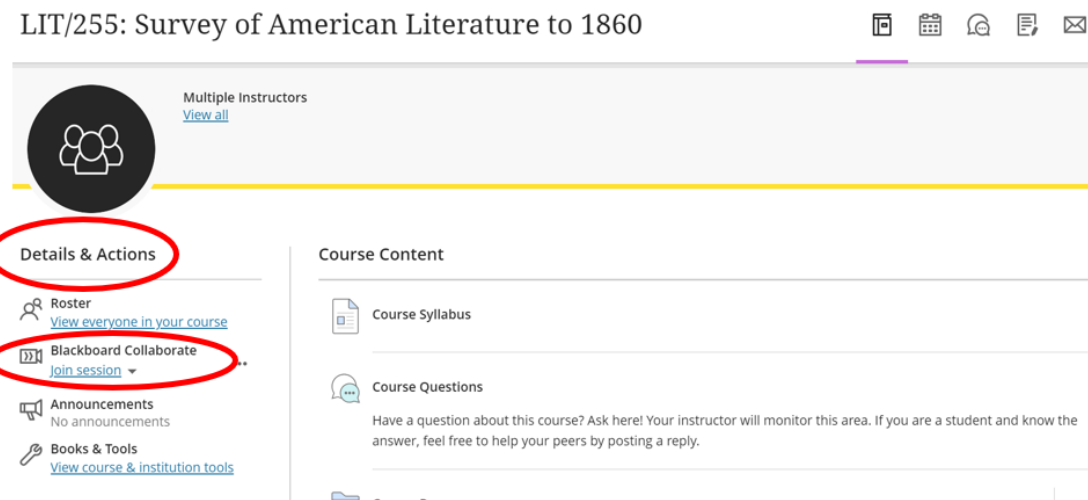 LIT/255: Survey of American Literature to 1860
Multiple Instructors
View all
Details & Actions
Roster
View everyone in your course
Blackboard Collaborate
Join session
Announcements
No announcements
Books & Tools
View course & institution tools
Course Content
Course Syllabus
Course Questions
Have a question about this course? Ask here! Your instructor will monitor this area. If you are a student and know the
answer, feel free to help your peers by posting a reply.